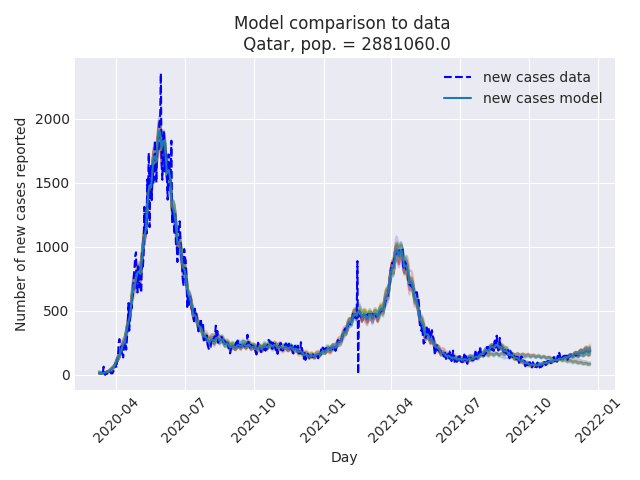 Model comparison to data
Qatar, pop. = 2881060.0
new cases data
new cases model
Number of new cases reported
2000
1500
1000
500
0
2020-04
2020-07
2020-10
2021-01
2021-04
2021-07
2021-10
2022-01
Day